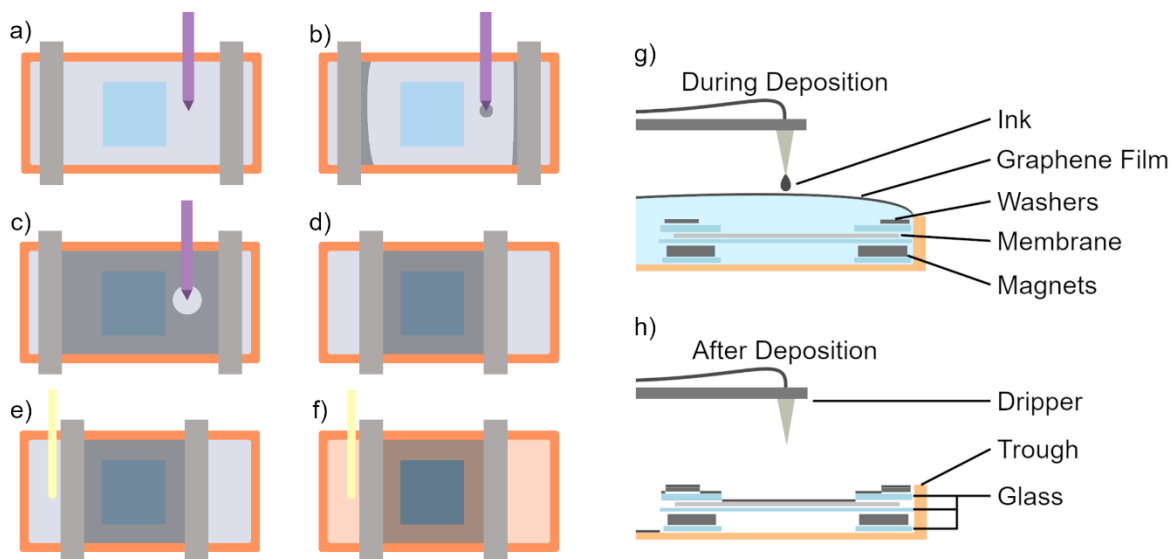 a)
b)
c)
d)
e)
f)
g)
During Deposition
Ink
Graphene Film
Washers
Membrane
Magnets
h)
After Deposition
Dripper
Trough
Glass